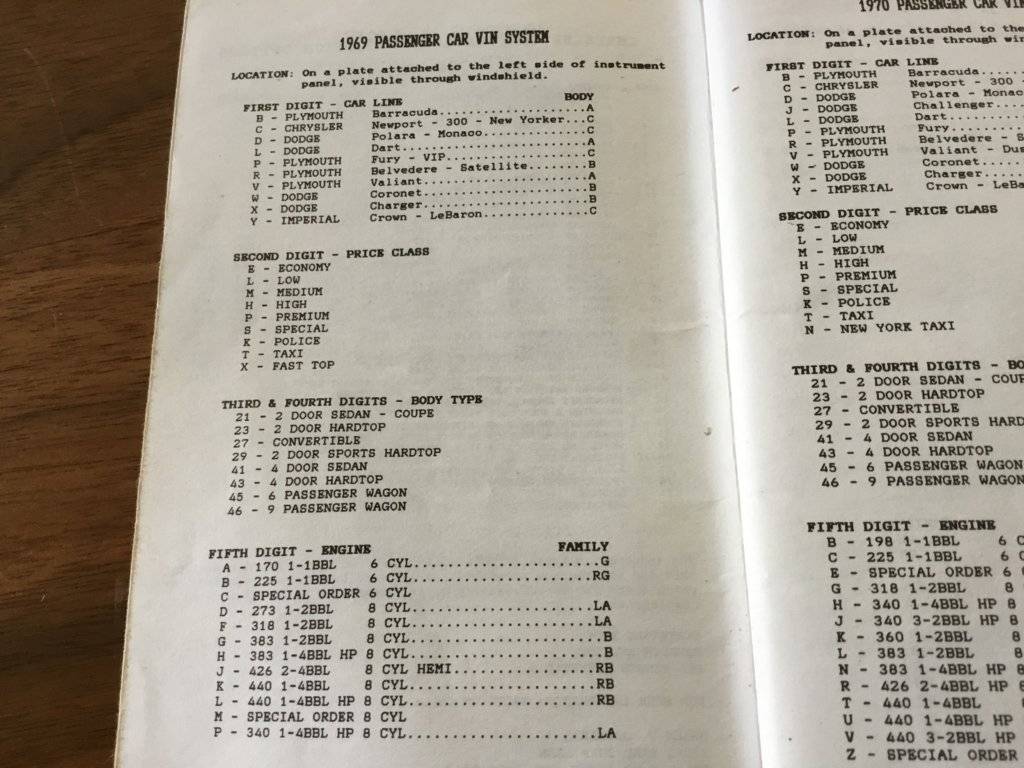 1969 PASSENGER CAR VIN SYSTEM
LOCATION: On a plate attached to the left side of instrument
panel, visible through windshield.
FIRST DIGIT - CAR LINE BODY
B - PLYMOUTH Barracuda....................A
C - CHRYSLER Newport - 300 - New Yorker...C
D - DODGE Polara - Monaco..............C
L - DODGE Dart.........................A
P - PLYMOUTH Fury - VIP...................C
R - PLYMOUTH Belvedere - Satellite........B
V - PLYMOUTH Valiant......................A
W - DODGE Coronet......................B
X - DODGE Charger......................B
Y - IMPERIAL Crown - LeBaron..............C
SECOND DIGIT - PRICE CLASS
E - ECONOMY
L - LOW
M - MEDIUM
H - HIGH
P - PREMIUM
S - SPECIAL
K - POLICE
T - TAXI
X - FAST TOP
THIRD & FOURTH DIGITS - BODY TYPE
21 - 2 DOOR SEDAN - COUPE
23 - 2 DOOR HARDTOP
27 - CONVERTIBLE
29 - 2 DOOR SPORTS HARDTOP
41 - 4 DOOR SEDAN
43 - 4 DOOR HARDTOP
45 - 6 PASSENGER WAGON
46 - 9 PASSENGER WAGON
FIFTH DIGIT - ENGINE FAMILY
A - 170 1-1BBL 6 CYL.......................G
B - 225 1-1BBL 6 CYL.......................RG
C - SPECIAL ORDER 6 CYL
D - 273 1-2BBL 8 CYL.......................LA
F - 318 1-2BBL 8 CYL.......................LA
G - 383 1-2BBL 8 CYL.......................B
H - 383 1-4BBL HP 8 CYL.......................B
J - 426 2-4BBL 8 CYL HEMI..................RB
K - 440 1-4BBL 8 CYL.......................RB
L - 440 1-4BBL HP 8 CYL.......................RB
M - SPECIAL ORDER 8 CYL
P - 340 1-4BBL HP 8 CYL.......................LA
1970 PASSENGER CAR VIN
LOCATION: On a plate attached to the
panel, visible through
FIRST DIGIT - CAR LINE
B - PLYMOUTH Barracuda.....
C - CHRYSLER Newport - 300 -
D - DODGE Polara -
J - DODGE Challenger....
L - DODGE Dart.........
P - PLYMOUTH Fury.........
R - PLYMOUTH Belvedere -
V - PLYMOUTH Valiant -
W - DODGE Coronet......
X - DODGE Charger......
Y - IMPERIAL Crown -
SECOND DIGIT - PRICE CLASS
E - ECONOMY
L - LOW
M - MEDIUM
H - HIGH
P - PREMIUM
S - SPECIAL
K - POLICE
T - TAXI
N - NEW YORK TAXI
THIRD & FOURTH DIGITS -
21 - 2 DOOR SEDAN -
23 - 2 DOOR HARDTOP
27 - CONVERTIBLE
29 - 2 DOOR SPORTS
41 - 4 DOOR SEDAN
43 - 4 DOOR HARDTOP
45 - 6 PASSENGER WAGON
46 - 9 PASSENGER WAGON
FIFTH DIGIT - ENGINE
B - 198 1-1BBL 6
C - 225 1-1BBL 6
E - SPECIAL ORDER 6
G - 318 1-2BBL 8
H - 340 1-4BBL HP 8
J - 340 3-2BBL HP 8
K - 360 1-2BBL 8
L - 383 1-2BBL 8
N - 383 1-4BBL HP 8
R - 426 2-4BBL HP 8
T - 440 1-4BBL
U - 440 1-4BBL HP
V - 440 3-2BBL HP
Z - SPECIAL ORDER